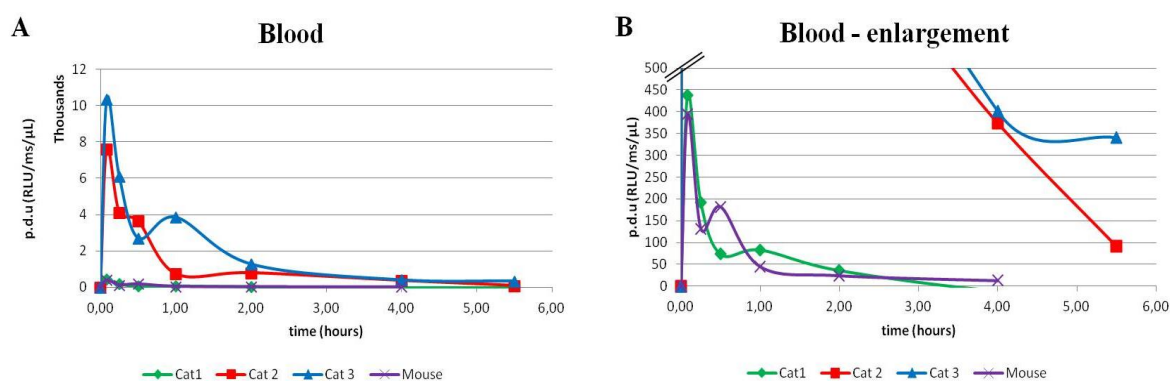 A
Blood
12
10
8
6
4
2
0
Thousands
p.d.u (RLU/ms/µL)
0,00 1,00 2,00 3,00 4,00 5,00 6,00
time (hours)
Cat1 Cat 2 Cat 3 Mouse
B
Blood - enlargement
500
450
400
350
300
250
200
150
100
50
0
p.d.u (RLU/ms/µL)
0,00 1,00 2,00 3,00 4,00 5,00 6,00
time (hours)
Cat1 Cat 2 Cat 3 Mouse